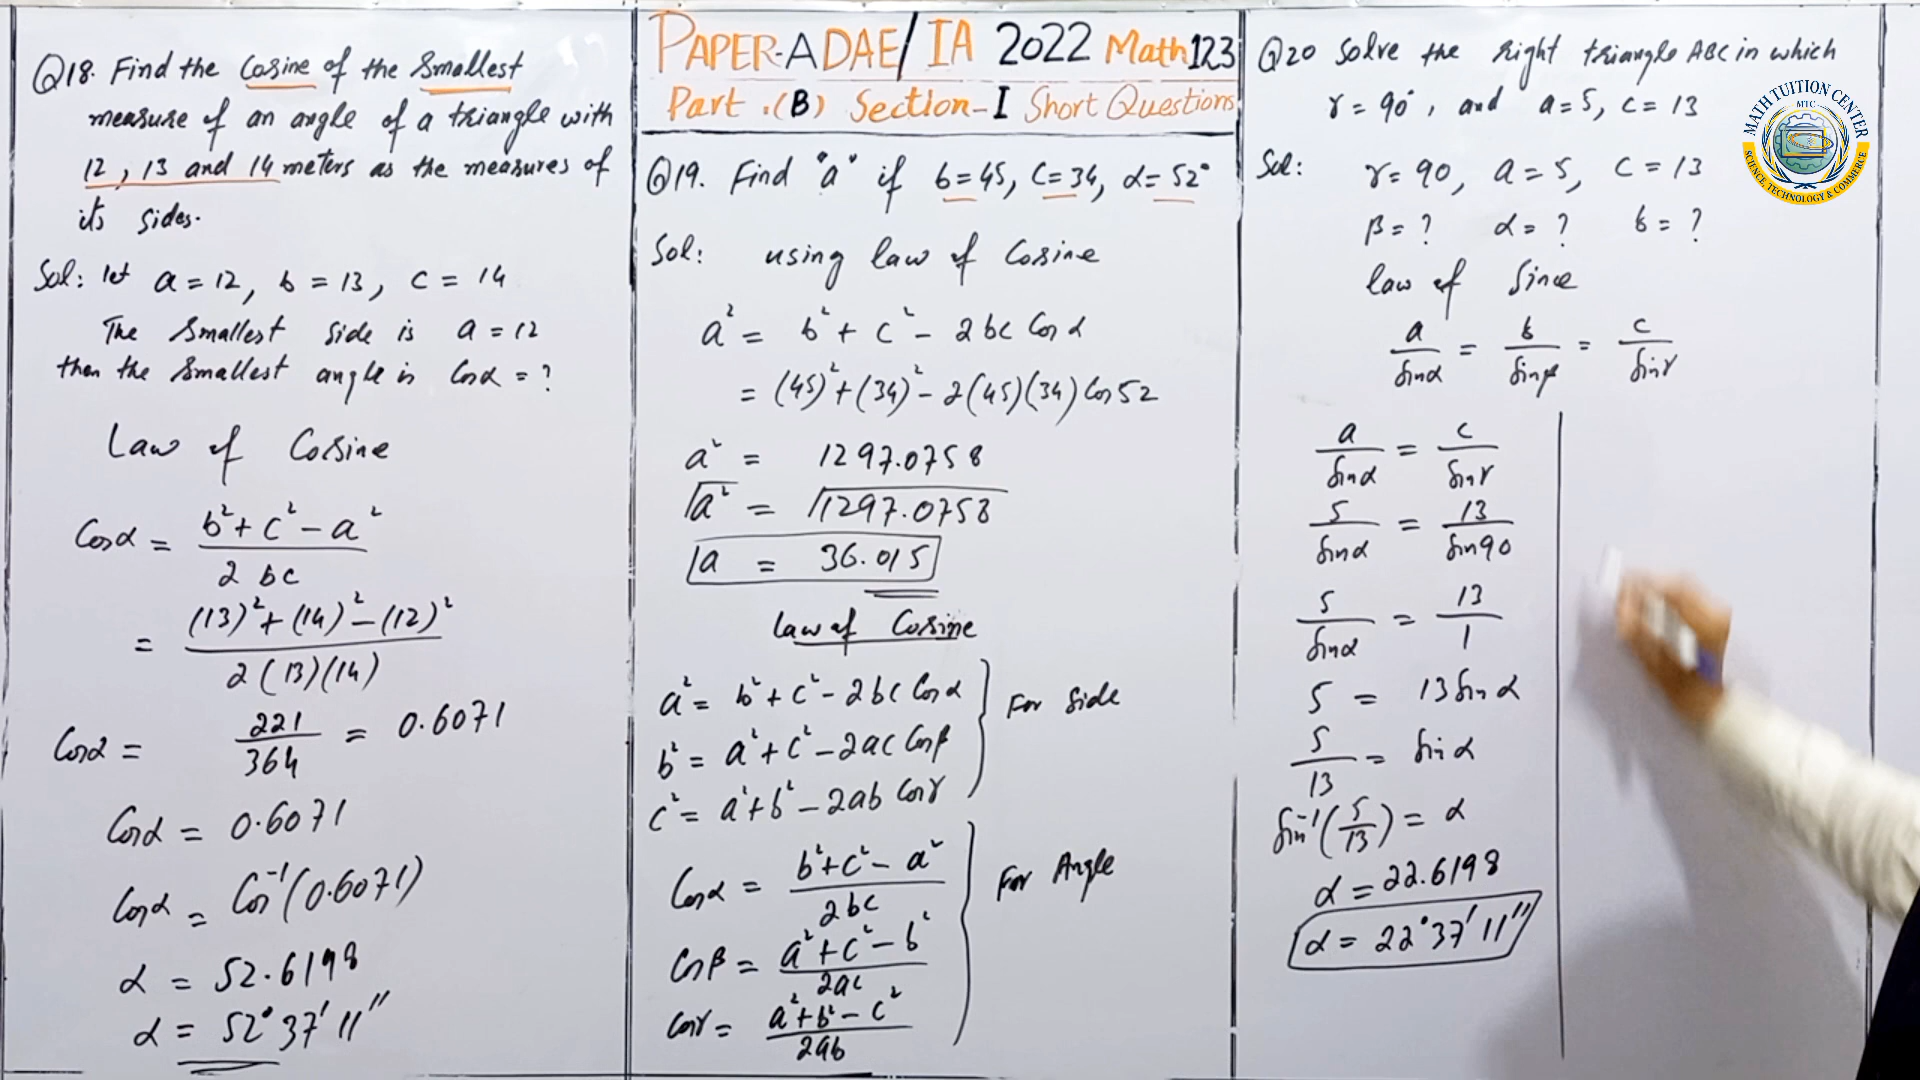 Q18. Find the Cosine of the Smallest
measure of an angle of a triangle with
12, 13 and 14 meters as the measures of
its sides.
Sol: let a = 12, b = 13, c = 14
The Smallest side is a = 12
then the Smallest angle is Cosα = ?
Law of Cosine
Cosα = (b² + c² - a²) / 2bc
= ((13)² + (14)² - (12)²) / 2(13)(14)
Cosα = 221/364 = 0.6071
Cosα = 0.6071
Cosα = Cos⁻¹(0.6071)
α = 52.6198
α = 52°37'11"
PAPER-A DAE/IA 2022 Math 123
Part.(B) Section-I Short Questions
Q19. Find "a" if b=45, C=34, α=52°
Sol: using law of Cosine
a² = b² + c² - 2bc Cosα
= (45)² + (34)² - 2(45)(34) Cos52
a² = 1297.0758
√a² = √1297.0758
a = 36.015
Law of Cosine
a² = b² + c² - 2bc Cosα
b² = a² + c² - 2ac Cosβ
c² = a² + b² - 2ab Cosγ
For Side
Cosα = (b² + c² - a²) / 2bc
Cosβ = (a² + c² - b²) / 2ac
Cosγ = (a² + b² - c²) / 2ab
For Angle
Q20 Solve the right triangle ABC in which
γ = 90°, and a=5, c=13
Sol: γ=90, a=5, c=13
β=? α=? b=?
law of Since
a/Sinα = b/Sinβ = c/Sinγ
a/Sinα = c/Sinγ
5/Sinα = 13/Sin90
5/Sinα = 13/1
5 = 13Sinα
5/13 = Sinα
Sin⁻¹(5/13) = α
α = 22.6198
α = 22°37'11"
MATH TUITION CENTER
MTC
SCIENCE, TECHNOLOGY & COMMERCE